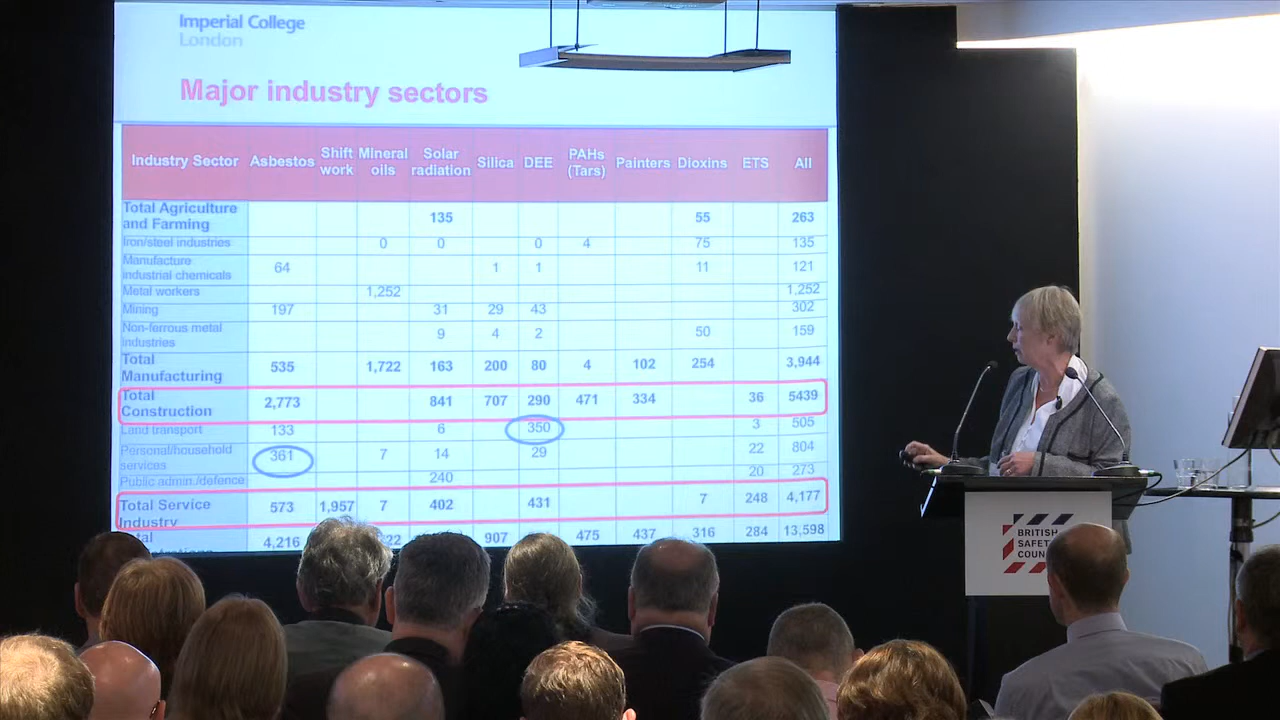 Imperial College
London
Major industry sectors
Industry Sector Asbestos Shift work Mineral oils Solar radiation Silica DEE PAHs (Tars) Painters Dioxins ETS All
Total Agriculture and Farming 135 55 263
Iron/steel industries 0 0 0 4 75 135
Manufacture industrial chemicals 64 1 1 11 121
Metal workers 1,252 1,252
Mining 197 31 29 43 302
Non-ferrous metal industries 9 4 2 50 159
Total Manufacturing 535 1,722 163 200 80 4 102 254 3,944
Total Construction 2,773 841 707 290 471 334 36 5439
Land transport 133 6 350 3 505
Personal/household services 361 7 14 29 22 804
Public admin./defence 240 20 273
Total Service Industry 573 1,957 7 402 431 7 248 4,177
4,216 907 475 437 316 284 13,598
BRITISH
SAFET
COUN